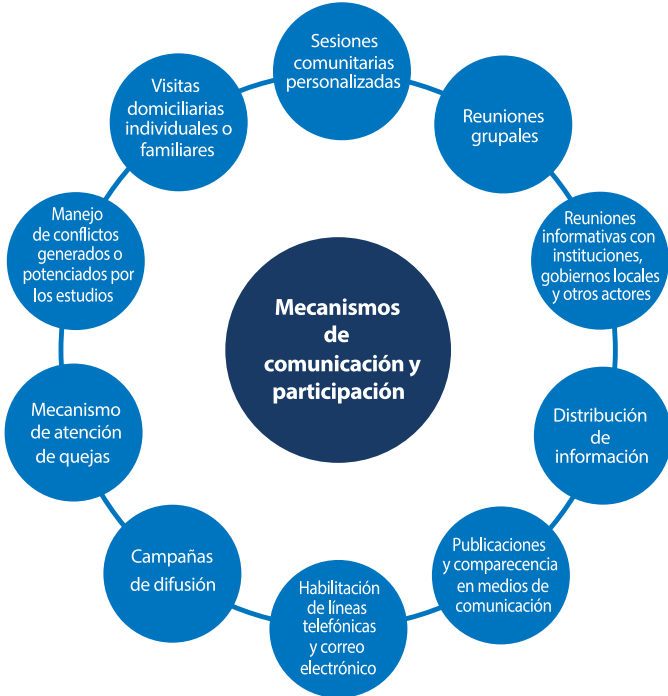 Sesiones
comunitarias
personalizadas
Reuniones
grupales
Reuniones
informativas con
instituciones,
gobiernos locales
y otros actores
Distribución
de
información
Publicaciones
y comparecencia
en medios de
comunicación
Habilitación
de líneas
telefónicas
y correo
electrónico
Campañas
de difusión
Mecanismo
de atención
de quejas
Manejo
de conflictos
generados o
potenciados por
los estudios
Visitas
domiciliarias
individuales o
familiares
Mecanismos
de
comunicación y
participación